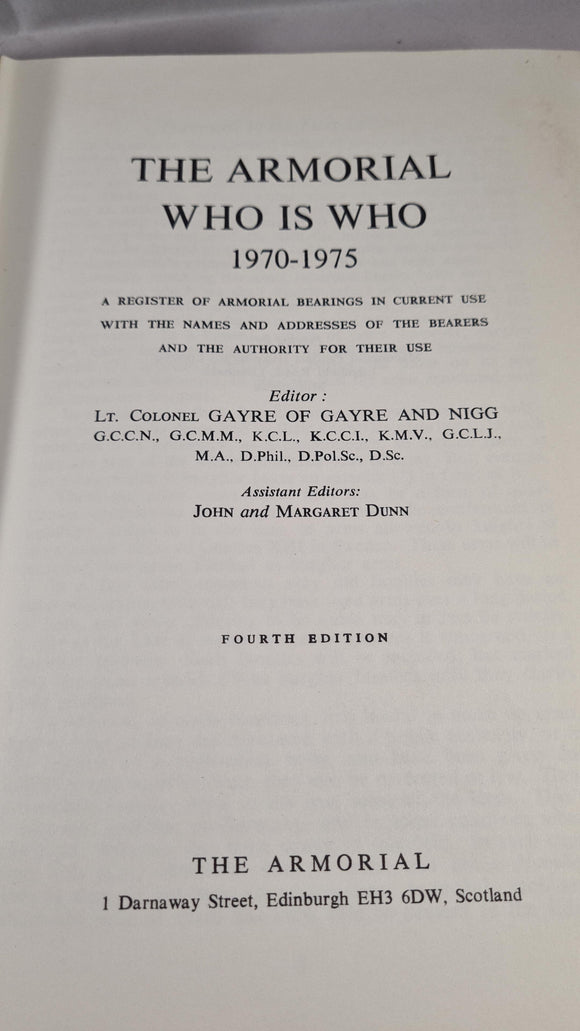 THE ARMORIAL
WHO IS WHO
1970-1975
A REGISTER OF ARMORIAL BEARINGS IN CURRENT USE
WITH THE NAMES AND ADDRESSES OF THE BEARERS
AND THE AUTHORITY FOR THEIR USE
Editor :
LT. COLONEL GAYRE OF GAYRE AND NIGG
G.C.C.N., G.C.M.M., K.C.L., K.C.C.I., K.M.V., G.C.L.J.,
M.A., D.Phil., D.Pol.Sc., D.Sc.
Assistant Editors:
JOHN and MARGARET DUNN
FOURTH EDITION
THE ARMORIAL
1 Darnaway Street, Edinburgh EH3 6DW, Scotland